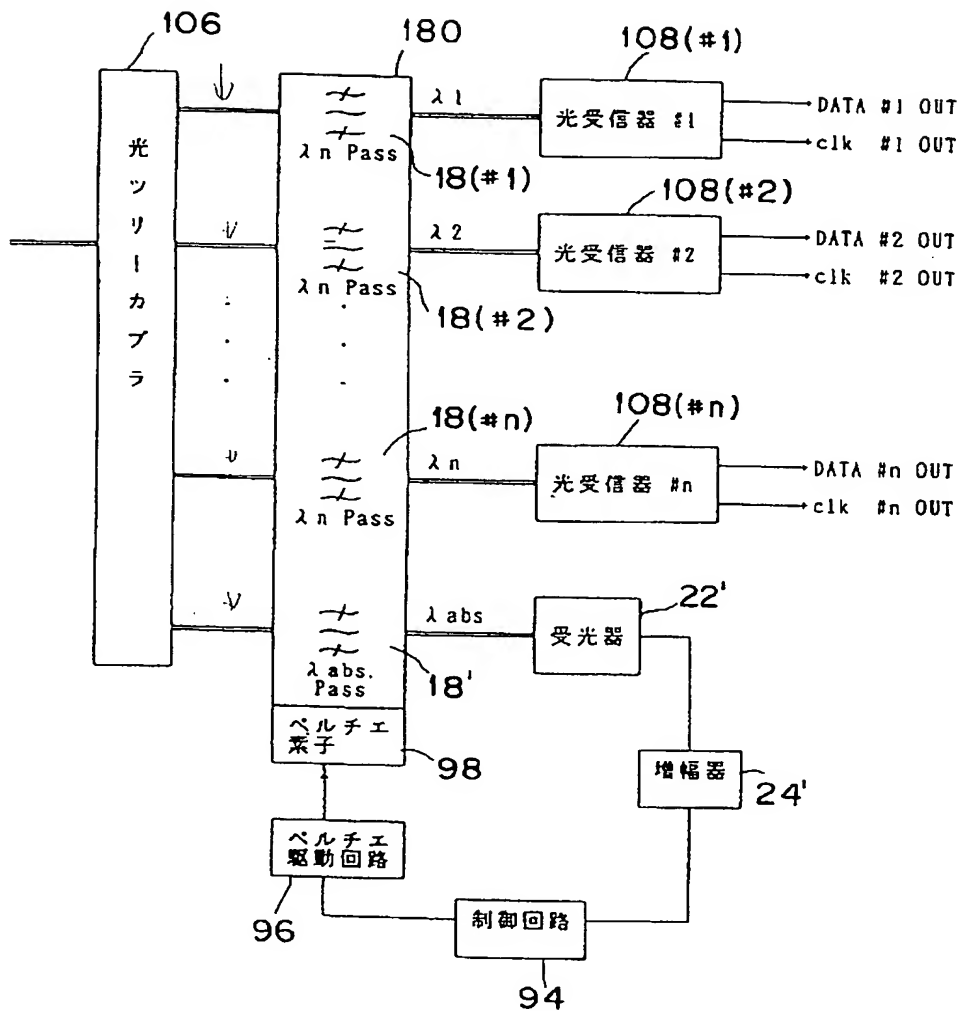 106
180
108(#1)
光ツリーカプラ
λn Pass
18(#1)
λ1
光受信器 #1
DATA #1 OUT
clk #1 OUT
λn Pass
18(#2)
λ2
108(#2)
光受信器 #2
DATA #2 OUT
clk #2 OUT
18(#n)
λn Pass
λn
108(#n)
光受信器 #n
DATA #n OUT
clk #n OUT
λabs.
Pass
18'
λabs
22'
受光器
ペルチェ
素子
98
増幅器
24'
ペルチェ
駆動回路
96
制御回路
94